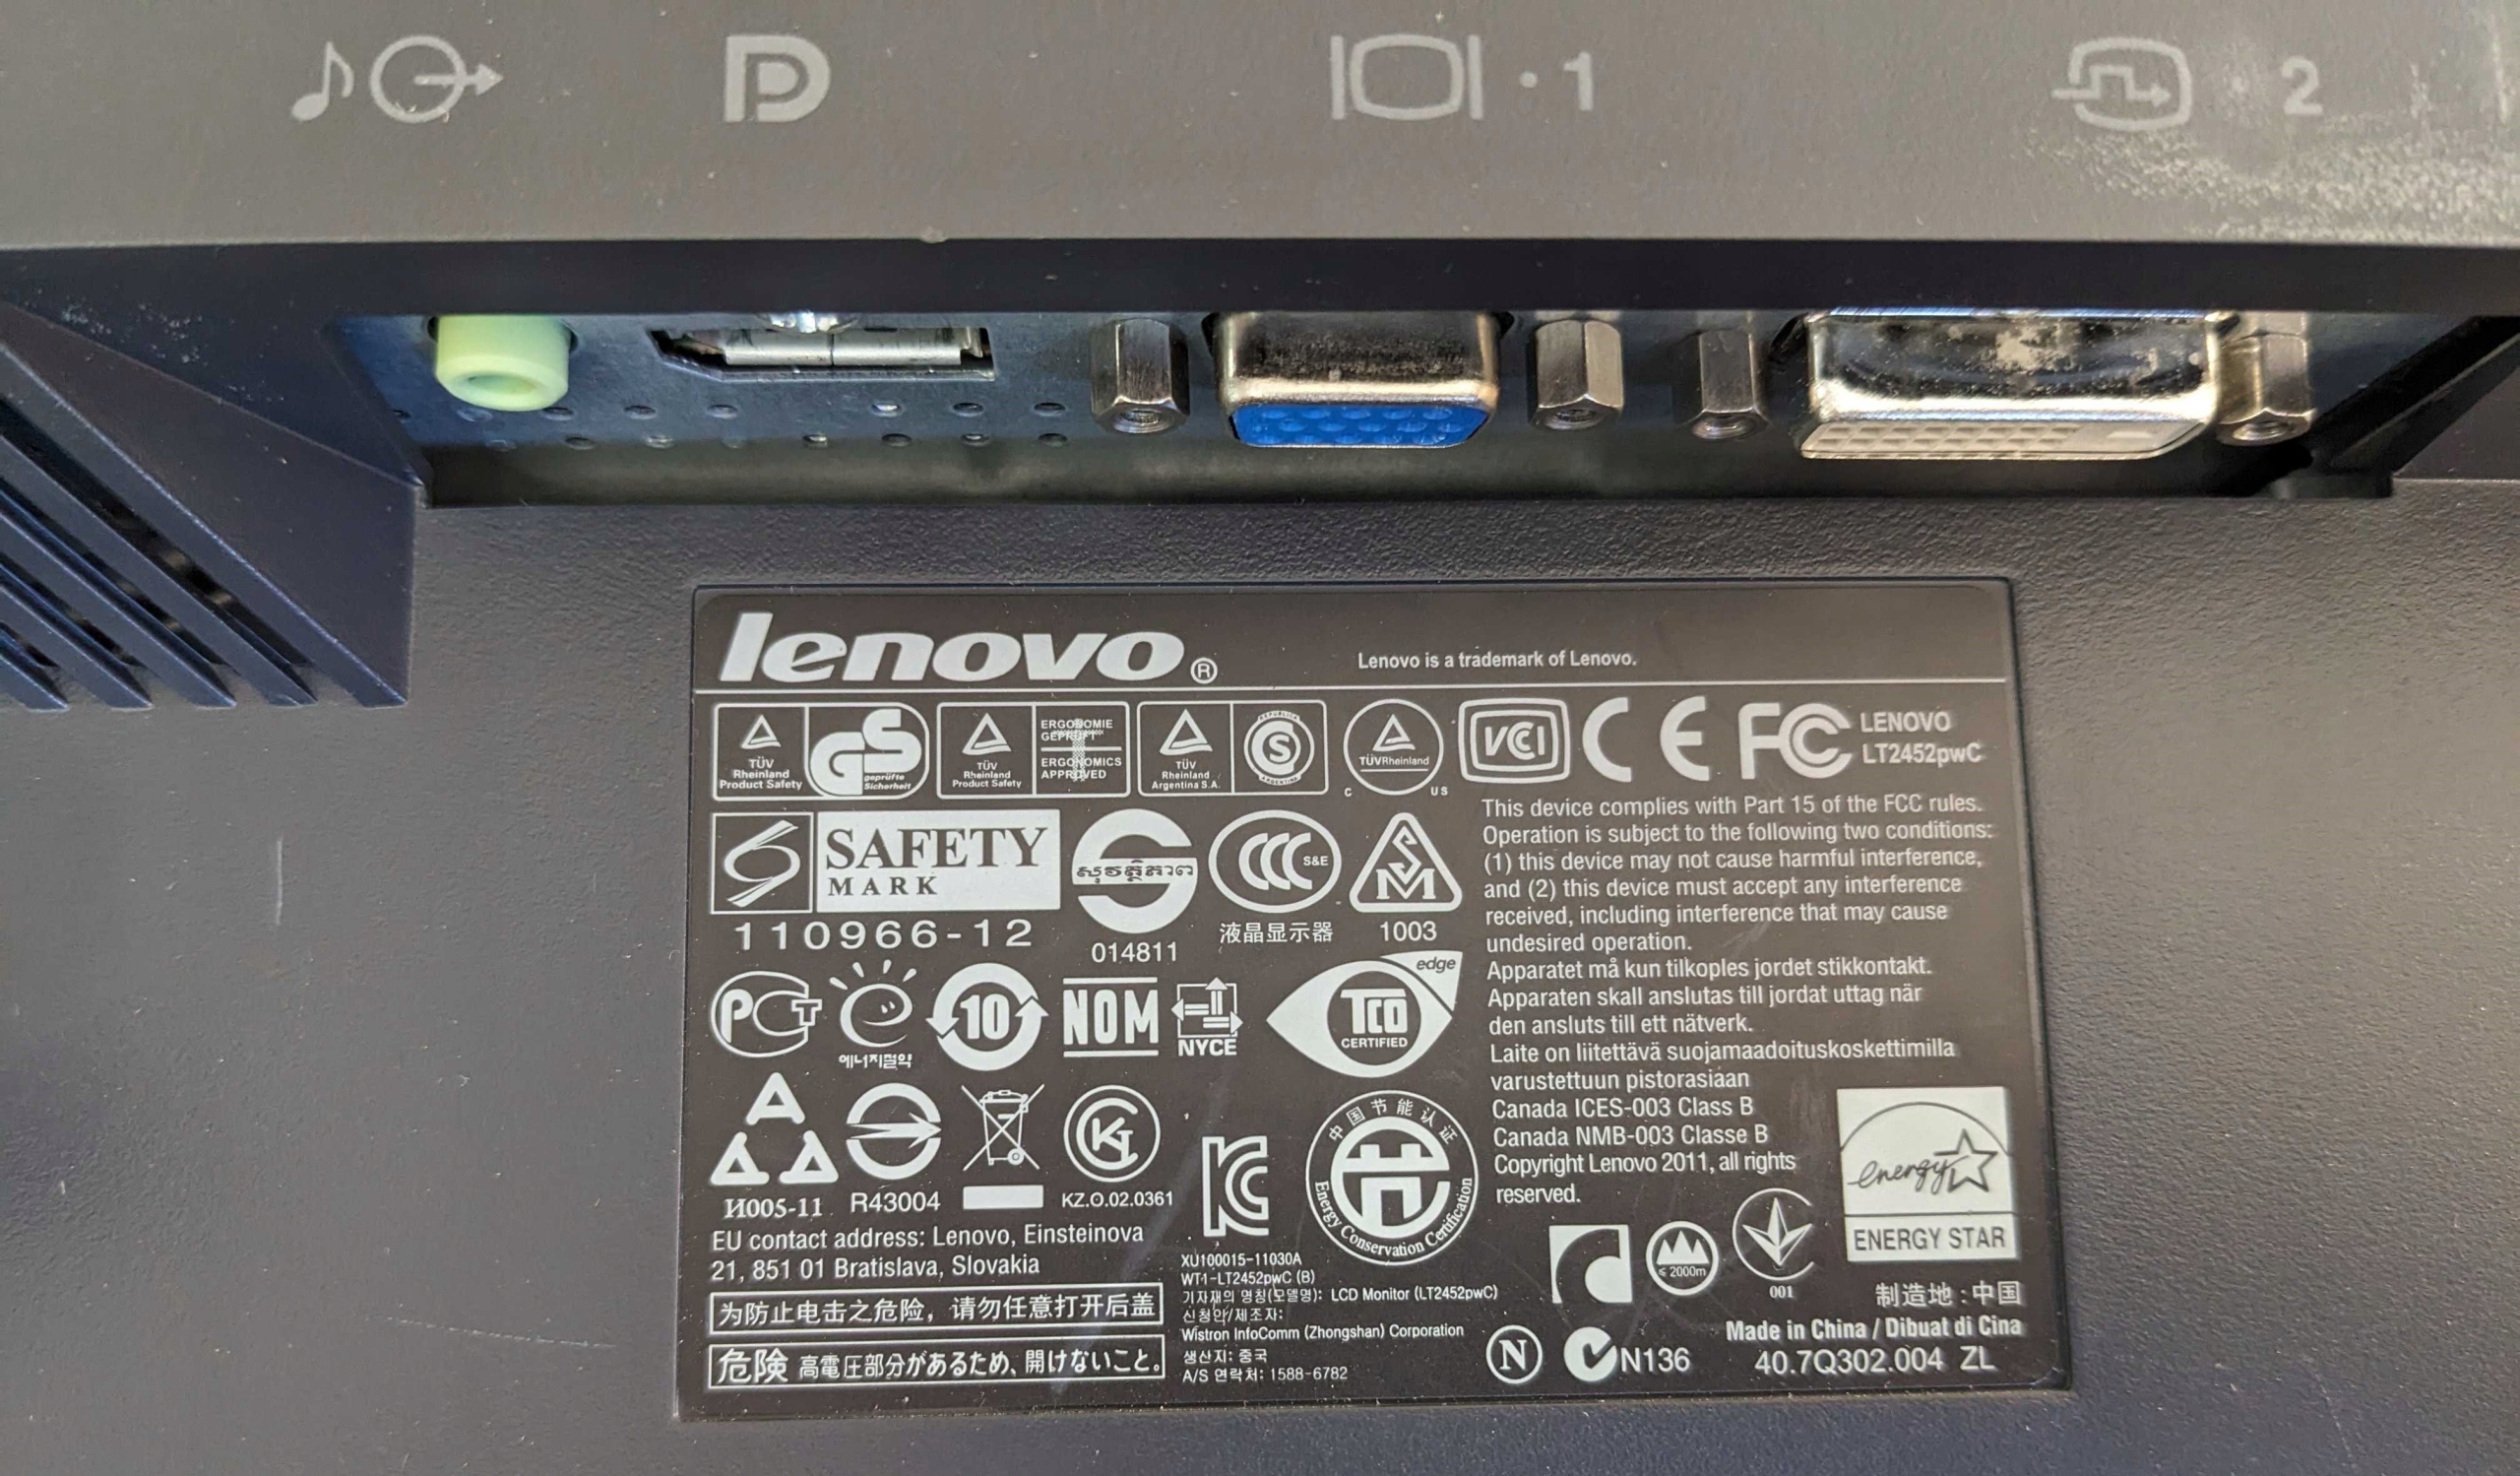 · 1
· 2
lenovo®
Lenovo is a trademark of Lenovo.
TÜV
Rheinland
Product Safety
GS
geprüfte
Sicherheit
TÜV
Rheinland
Product Safety
ERGONOMIE
GEPRÜFT
ERGONOMICS
APPROVED
TÜV
Rheinland
Argentina S.A.
S
TÜVRheinland
C US
VCCI
CE
FC
LENOVO
LT2452pwC
SAFETY
MARK
110966-12
014811
CCC S&E
液晶显示器
1003
This device complies with Part 15 of the FCC rules.
Operation is subject to the following two conditions:
(1) this device may not cause harmful interference,
and (2) this device must accept any interference
received, including interference that may cause
undesired operation.
Apparatet må kun tilkoples jordet stikkontakt.
Apparaten skall anslutas till jordat uttag när
den ansluts till ett nätverk.
Laite on liitettävä suojamaadoituskoskettimilla
varustettuun pistorasiaan
Canada ICES-003 Class B
Canada NMB-003 Classe B
Copyright Lenovo 2011, all rights
reserved.
에너지절약
10
NOM
NYCE
TCO
CERTIFIED
edge
И005-11
R43004
KZ.O.02.0361
中国节能认证
Energy Conservation Certification
energy
ENERGY STAR
EU contact address: Lenovo, Einsteinova
21, 851 01 Bratislava, Slovakia
为防止电击之危险，请勿任意打开后盖
危険 高電圧部分があるため、開けないこと。
XU100015-11030A
WT1-LT2452pwC (B)
기자재의 명칭(모델명): LCD Monitor (LT2452pwC)
Wistron InfoComm (Zhongshan) Corporation
생산지: 중국
A/S 연락처: 1588-6782
≤ 2000m
001
N
N136
制造地 : 中国
Made in China / Dibuat di Cina
40.7Q302.004 ZL